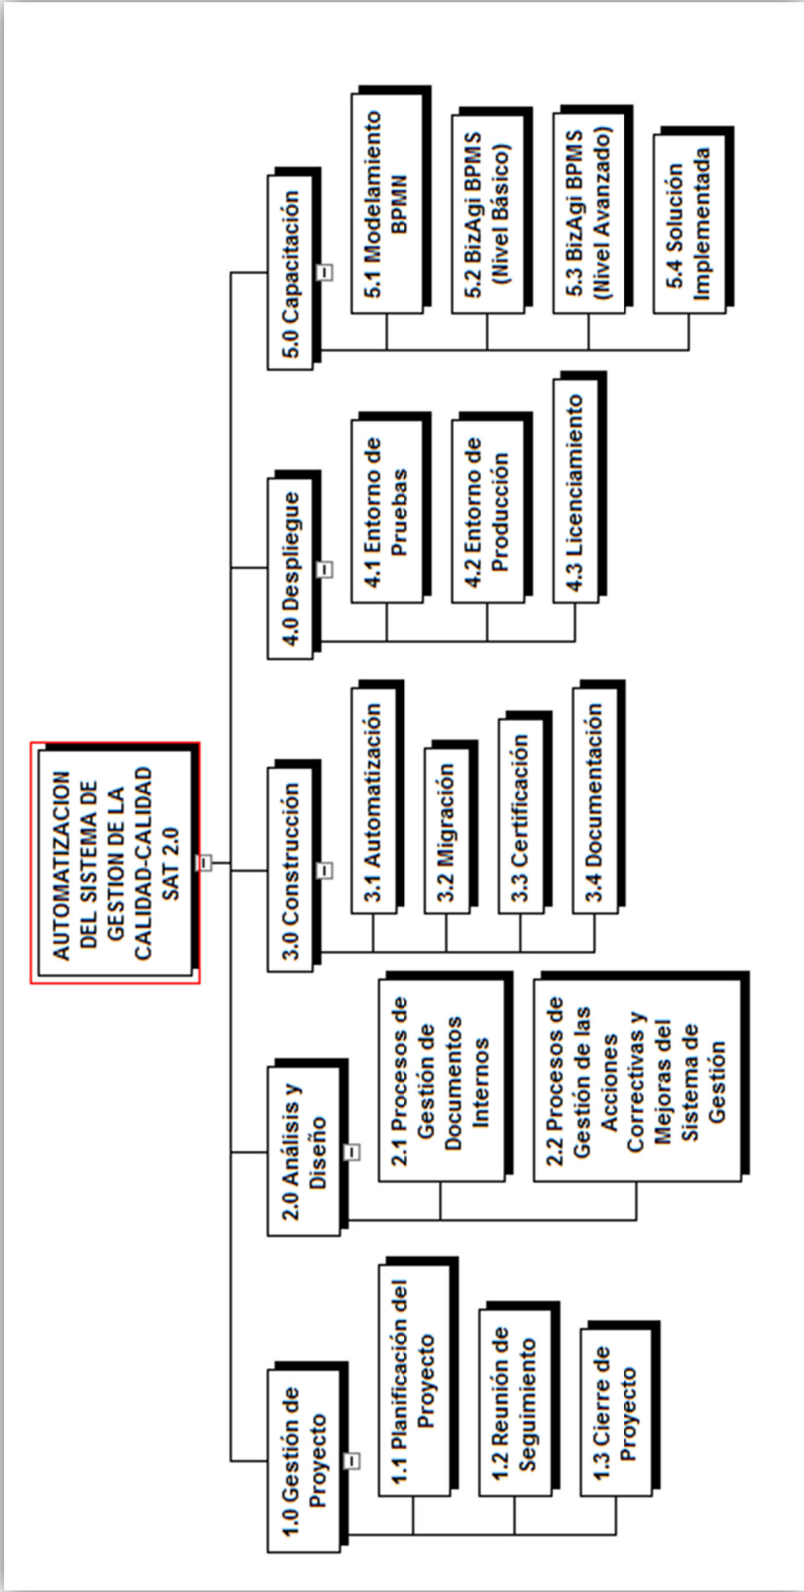 AUTOMATIZACION
DEL SISTEMA DE
GESTION DE LA
CALIDAD-CALIDAD
SAT 2.0
1.0 Gestión de
Proyecto
1.1 Planificación del
Proyecto
1.2 Reunión de
Seguimiento
1.3 Cierre de
Proyecto
2.0 Análisis y
Diseño
2.1 Procesos de
Gestión de
Documentos
Internos
2.2 Procesos de
Gestión de las
Acciones
Correctivas y
Mejoras del
Sistema de
Gestión
3.0 Construcción
3.1 Automatización
3.2 Migración
3.3 Certificación
3.4 Documentación
4.0 Despliegue
4.1 Entorno de
Pruebas
4.2 Entorno de
Producción
4.3 Licenciamiento
5.0 Capacitación
5.1 Modelamiento
BPMN
5.2 BizAgi BPMS
(Nivel Básico)
5.3 BizAgi BPMS
(Nivel Avanzado)
5.4 Solución
Implementada